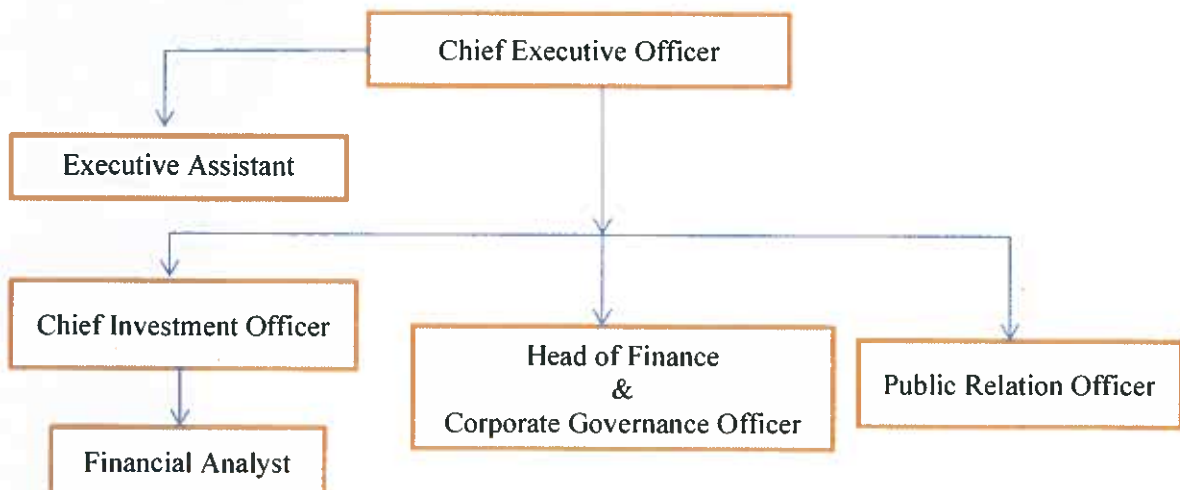 Chief Executive Officer
Executive Assistant
Chief Investment Officer
Head of Finance
&
Corporate Governance Officer
Public Relation Officer
Financial Analyst